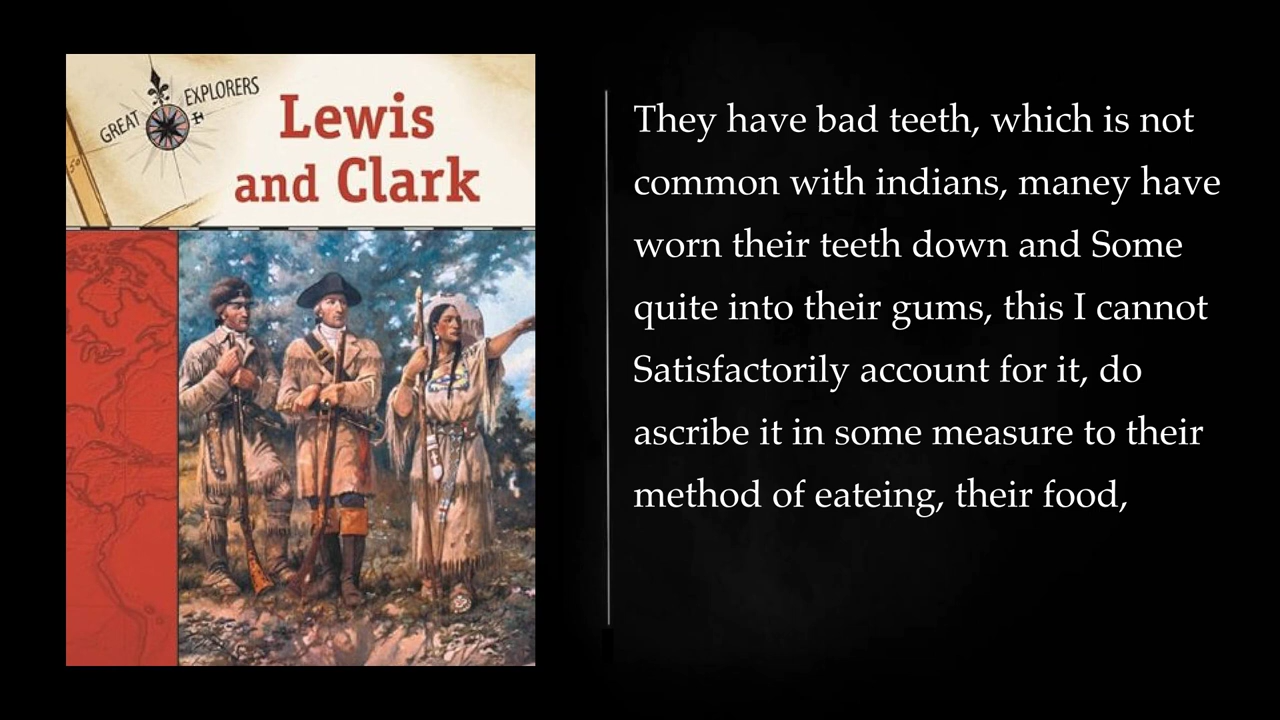 GREAT EXPLORERS
Lewis
and Clark
50
They have bad teeth, which is not
common with indians, maney have
worn their teeth down and Some
quite into their gums, this I cannot
Satisfactorily account for it, do
ascribe it in some measure to their
method of eateing, their food,